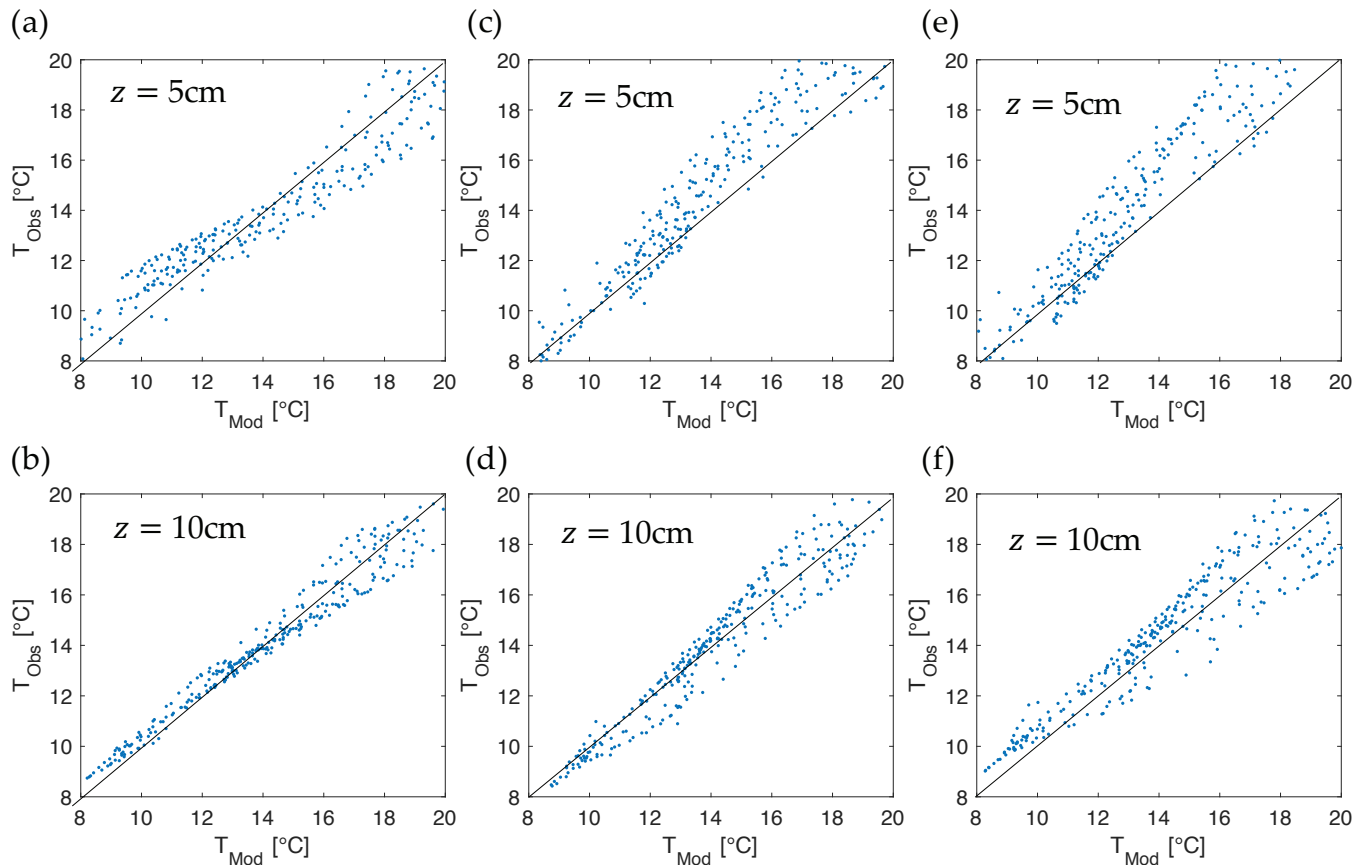 (a)
(c)
(e)
z = 5cm
z = 5cm
z = 5cm
20
18
16
14
12
10
8
T_Obs [°C]
8 10 12 14 16 18 20
T_Mod [°C]
20
18
16
14
12
10
8
T_Obs [°C]
8 10 12 14 16 18 20
T_Mod [°C]
20
18
16
14
12
10
8
T_Obs [°C]
8 10 12 14 16 18 20
T_Mod [°C]
(b)
(d)
(f)
z = 10cm
z = 10cm
z = 10cm
20
18
16
14
12
10
8
T_Obs [°C]
8 10 12 14 16 18 20
T_Mod [°C]
20
18
16
14
12
10
8
T_Obs [°C]
8 10 12 14 16 18 20
T_Mod [°C]
20
18
16
14
12
10
8
T_Obs [°C]
8 10 12 14 16 18 20
T_Mod [°C]